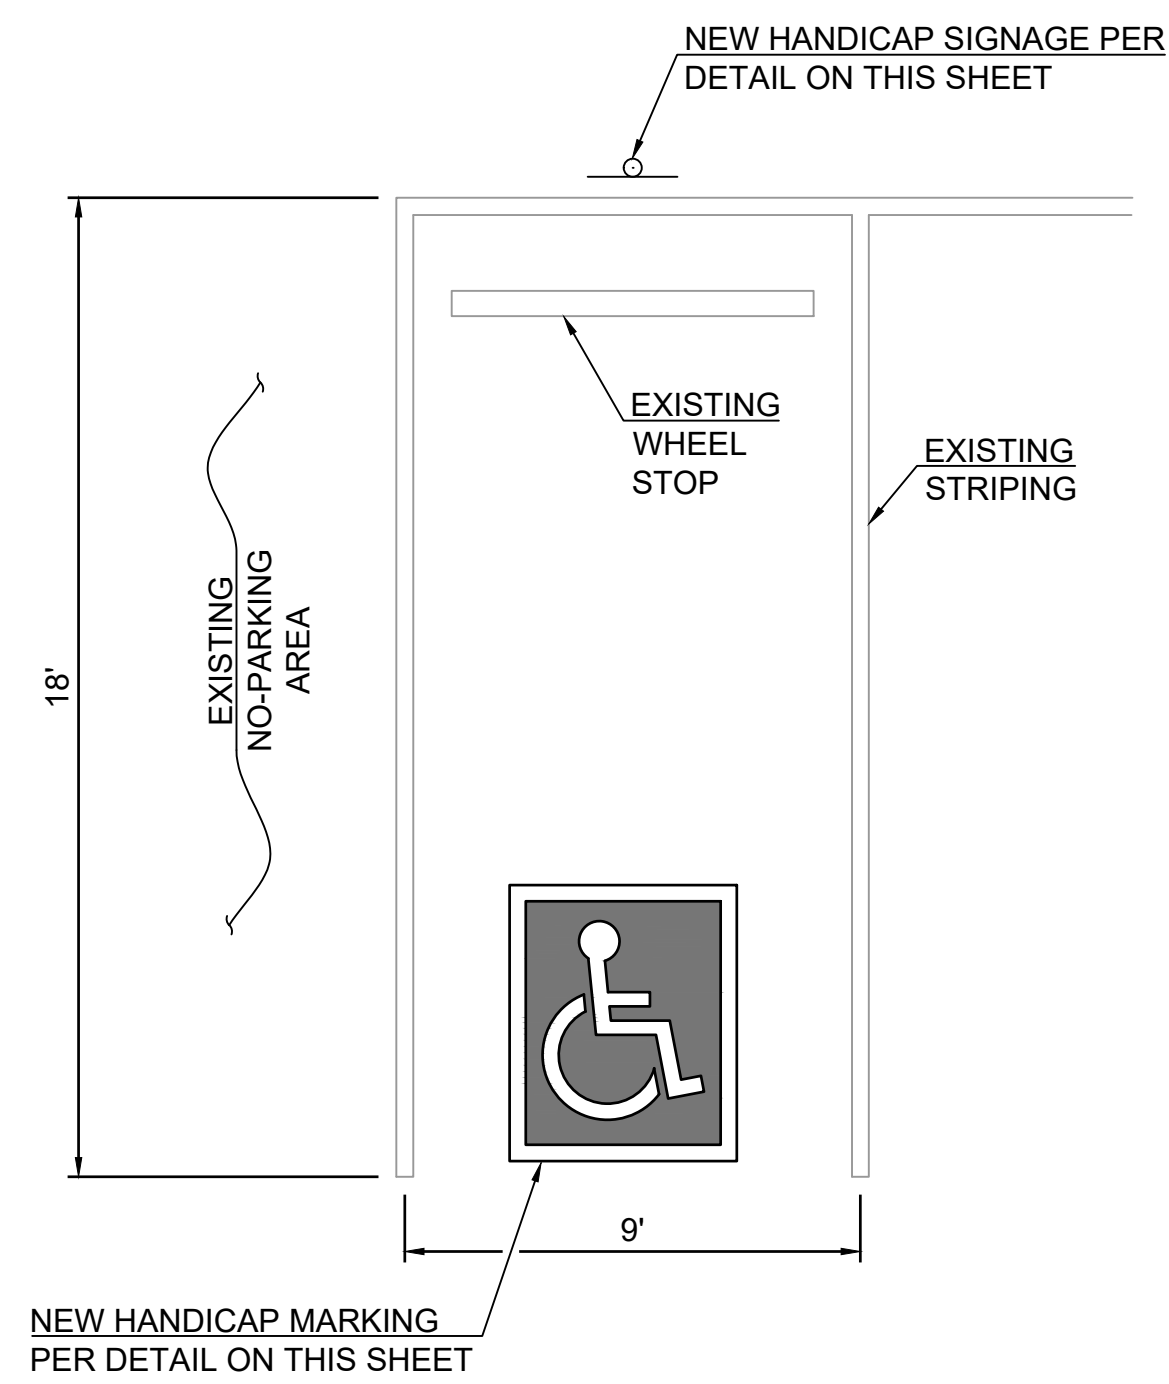 NEW HANDICAP SIGNAGE PER
DETAIL ON THIS SHEET
EXISTING
WHEEL
STOP
EXISTING
STRIPING
EXISTING
NO-PARKING
AREA
18'
9'
NEW HANDICAP MARKING
PER DETAIL ON THIS SHEET